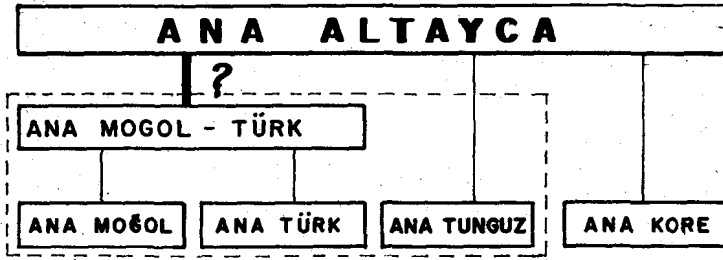 ANA ALTAYCA
?
ANA MOGOL - TÜRK
ANA MOĞOL
ANA TÜRK
ANA TUNGUZ
ANA KORE